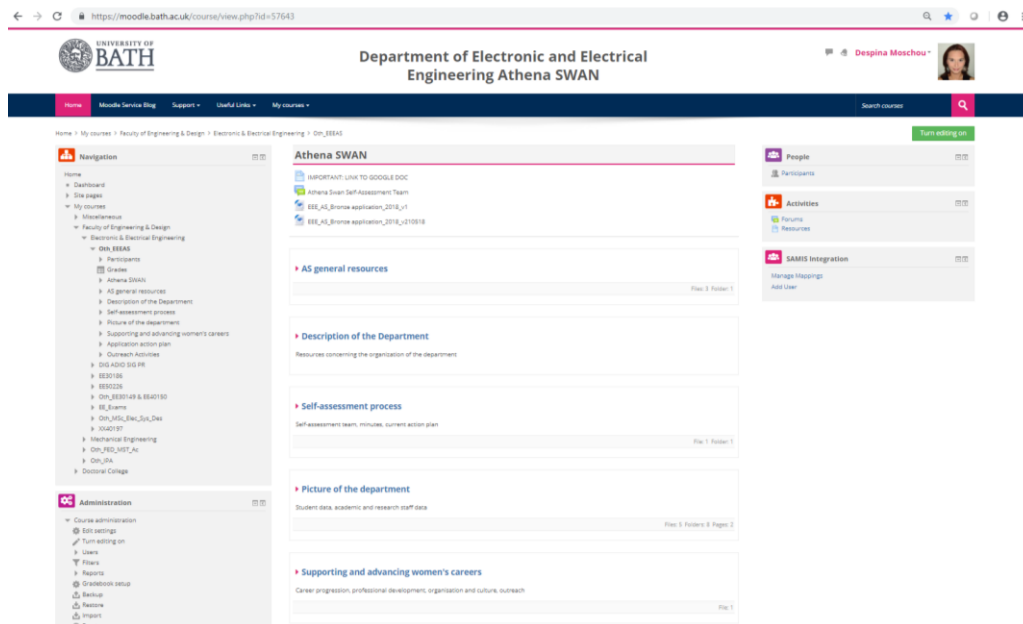 https://moodle.bath.ac.uk/course/view.php?id=57643
UNIVERSITY OF
BATH
Department of Electronic and Electrical
Engineering Athena SWAN
Despina Moschou
Home
Moodle Service Blog
Support
Useful Links
My courses
Search courses
Home > My courses > Faculty of Engineering & Design > Electronic & Electrical Engineering > Oth_EEEAS
Turn editing on
Navigation
Home
Dashboard
Site pages
My courses
Miscellaneous
Faculty of Engineering & Design
Electronic & Electrical Engineering
Oth_EEEAS
Participants
Grades
Athena SWAN
AS general resources
Description of the Department
Self-assessment process
Picture of the department
Supporting and advancing women's careers
Application action plan
Outreach Activities
DIG ADIO SIG PR
EE30186
EE50226
Oth_EE30149 & EE40150
EE_Exams
Oth_MSc_Elec_Sys_Des
XX40197
Mechanical Engineering
Oth_FED_MST_Ac
Oth_IPA
Doctoral College
Administration
Course administration
Edit settings
Turn editing on
Users
Filters
Reports
Gradebook setup
Backup
Restore
Import
Athena SWAN
IMPORTANT: LINK TO GOOGLE DOC
Athena Swan Self-Assessment Team
EEE_AS_Bronze application_2018_v1
EEE_AS_Bronze application_2018_v210918
AS general resources
Files: 3 Folder: 1
Description of the Department
Resources concerning the organisation of the department
Self-assessment process
Self-assessment team, minutes, current action plan
File: 1 Folder: 1
Picture of the department
Student data, academic and research staff data
Files: 5 Folders: 8 Pages: 2
Supporting and advancing women's careers
Career progression, professional development, organisation and culture, outreach
File: 1
People
Participants
Activities
Forums
Resources
SAMIS Integration
Manage Mappings
Add User